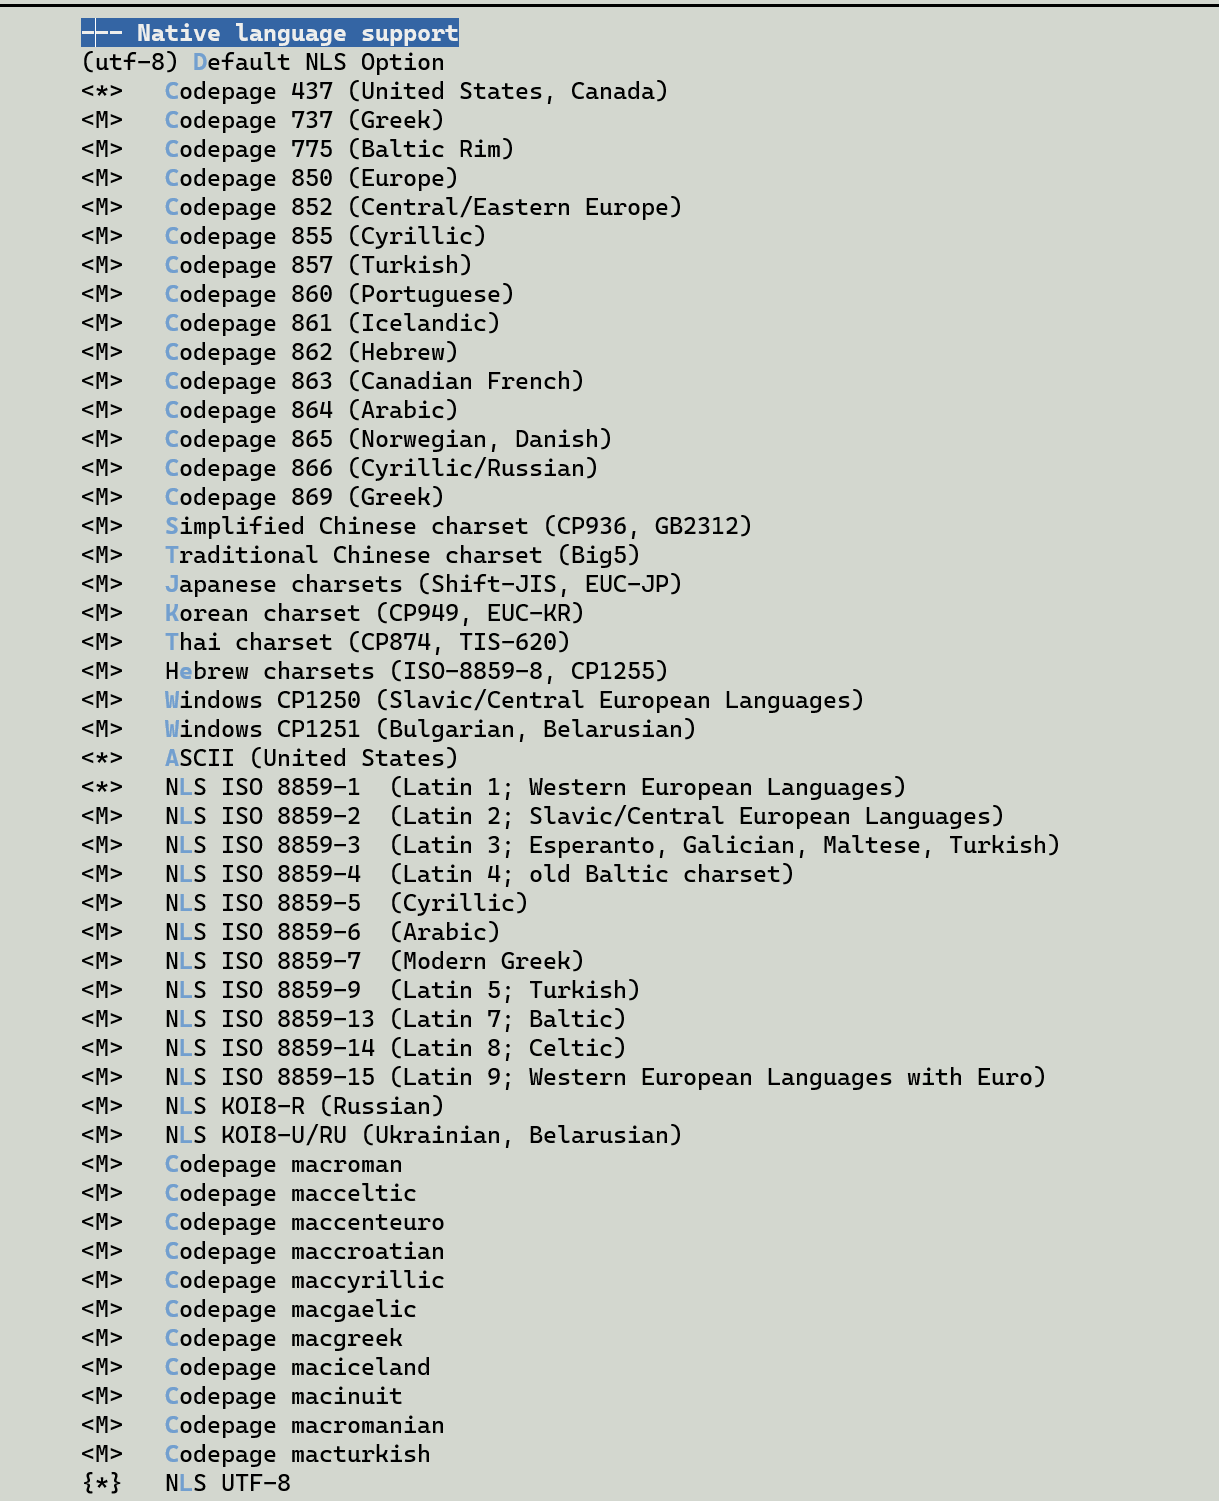 --- Native language support
(utf-8) Default NLS Option
<*>   Codepage 437 (United States, Canada)
<M>   Codepage 737 (Greek)
<M>   Codepage 775 (Baltic Rim)
<M>   Codepage 850 (Europe)
<M>   Codepage 852 (Central/Eastern Europe)
<M>   Codepage 855 (Cyrillic)
<M>   Codepage 857 (Turkish)
<M>   Codepage 860 (Portuguese)
<M>   Codepage 861 (Icelandic)
<M>   Codepage 862 (Hebrew)
<M>   Codepage 863 (Canadian French)
<M>   Codepage 864 (Arabic)
<M>   Codepage 865 (Norwegian, Danish)
<M>   Codepage 866 (Cyrillic/Russian)
<M>   Codepage 869 (Greek)
<M>   Simplified Chinese charset (CP936, GB2312)
<M>   Traditional Chinese charset (Big5)
<M>   Japanese charsets (Shift-JIS, EUC-JP)
<M>   Korean charset (CP949, EUC-KR)
<M>   Thai charset (CP874, TIS-620)
<M>   Hebrew charsets (ISO-8859-8, CP1255)
<M>   Windows CP1250 (Slavic/Central European Languages)
<M>   Windows CP1251 (Bulgarian, Belarusian)
<*>   ASCII (United States)
<*>   NLS ISO 8859-1  (Latin 1; Western European Languages)
<M>   NLS ISO 8859-2  (Latin 2; Slavic/Central European Languages)
<M>   NLS ISO 8859-3  (Latin 3; Esperanto, Galician, Maltese, Turkish)
<M>   NLS ISO 8859-4  (Latin 4; old Baltic charset)
<M>   NLS ISO 8859-5  (Cyrillic)
<M>   NLS ISO 8859-6  (Arabic)
<M>   NLS ISO 8859-7  (Modern Greek)
<M>   NLS ISO 8859-9  (Latin 5; Turkish)
<M>   NLS ISO 8859-13 (Latin 7; Baltic)
<M>   NLS ISO 8859-14 (Latin 8; Celtic)
<M>   NLS ISO 8859-15 (Latin 9; Western European Languages with Euro)
<M>   NLS KOI8-R (Russian)
<M>   NLS KOI8-U/RU (Ukrainian, Belarusian)
<M>   Codepage macroman
<M>   Codepage macceltic
<M>   Codepage maccenteuro
<M>   Codepage maccroatian
<M>   Codepage maccyrillic
<M>   Codepage macgaelic
<M>   Codepage macgreek
<M>   Codepage maciceland
<M>   Codepage macinuit
<M>   Codepage macromanian
<M>   Codepage macturkish
{*}   NLS UTF-8